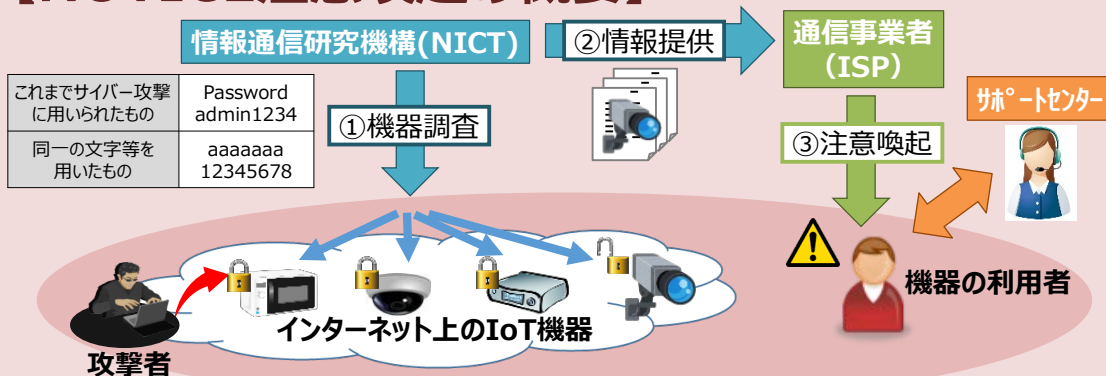 情報通信研究機構(NICT)
②情報提供
通信事業者
(ISP)
これまでサイバー攻撃
に用いられたもの
Password
admin1234
同一の文字等を
用いたもの
aaaaaaa
12345678
①機器調査
③注意喚起
ｻﾎﾟｰﾄｾﾝﾀｰ
機器の利用者
インターネット上のIoT機器
攻撃者